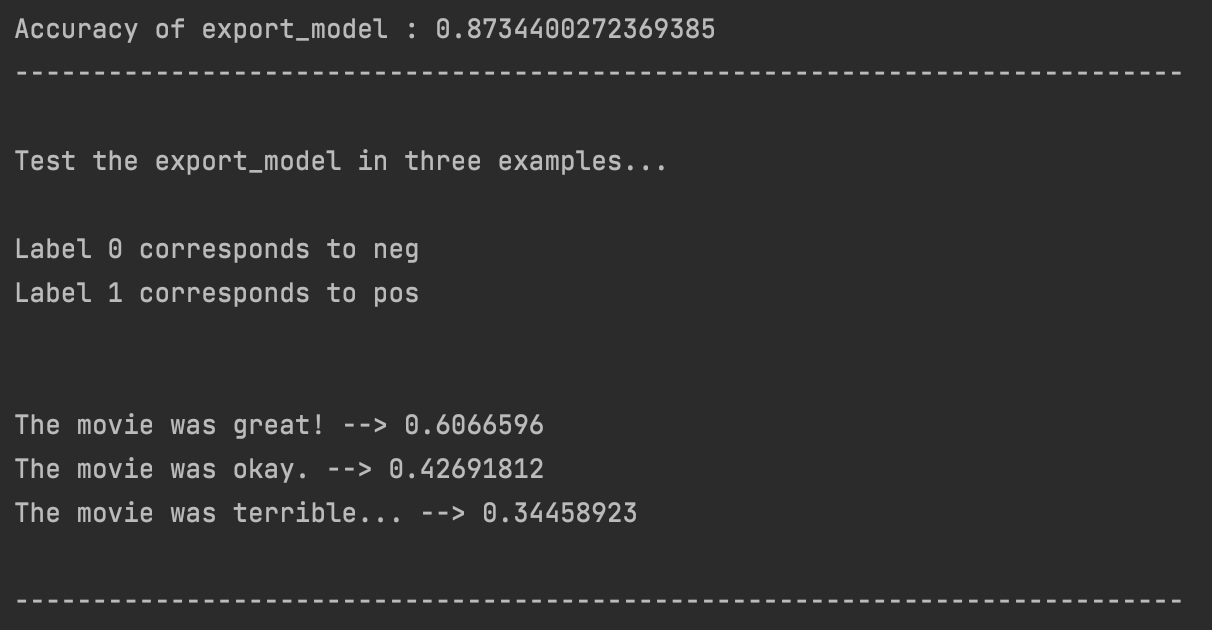 Accuracy of export_model : 0.8734400272369385
---------------------------------------------------------------------------
Test the export_model in three examples...
Label 0 corresponds to neg
Label 1 corresponds to pos
The movie was great! --> 0.6066596
The movie was okay. --> 0.42691812
The movie was terrible... --> 0.34458923
---------------------------------------------------------------------------